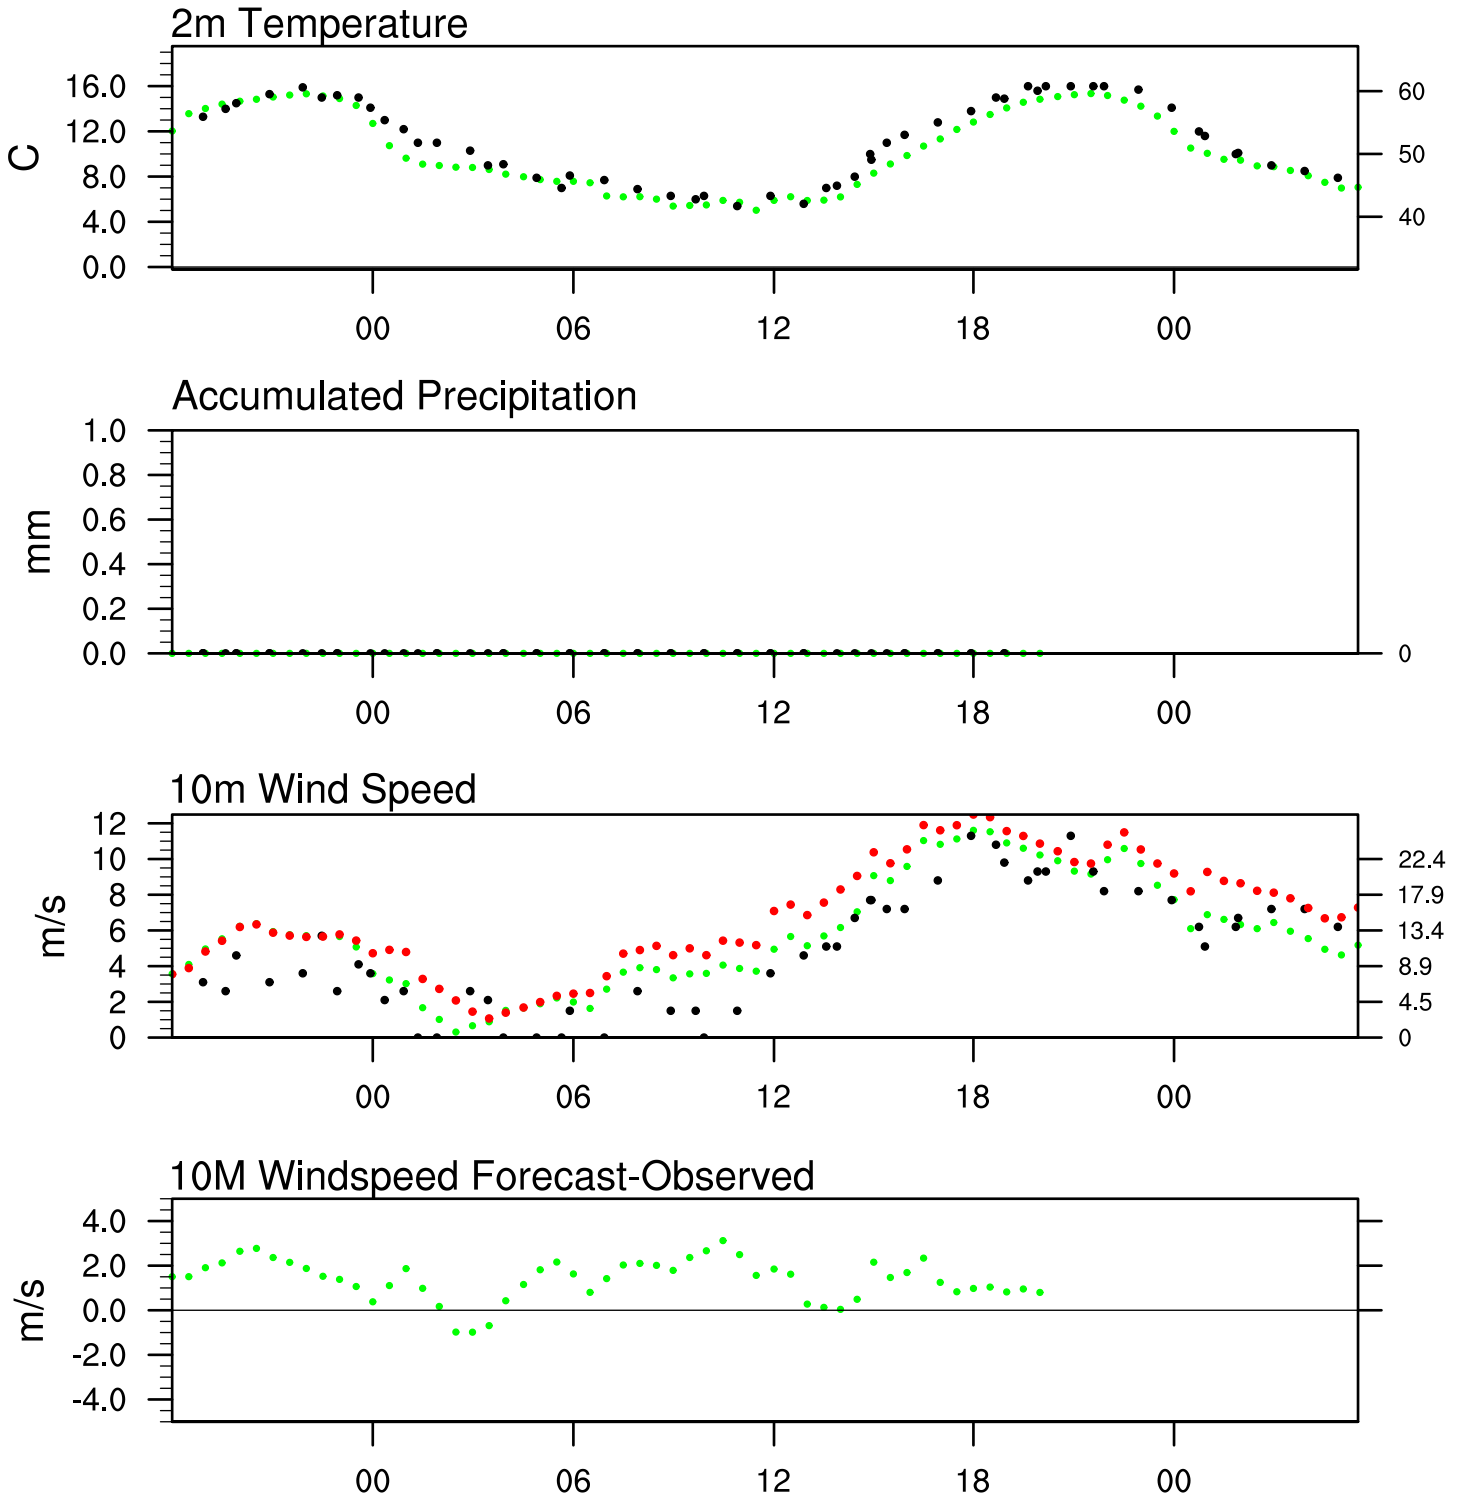 2m Temperature
16.0
12.0
8.0
4.0
0.0
C
60
50
40
00 06 12 18 00
Accumulated Precipitation
1.0
0.8
0.6
0.4
0.2
0.0
mm
0
00 06 12 18 00
10m Wind Speed
12
10
8
6
4
2
0
m/s
22.4
17.9
13.4
8.9
4.5
0
00 06 12 18 00
10M Windspeed Forecast-Observed
4.0
2.0
0.0
-2.0
-4.0
m/s
00 06 12 18 00